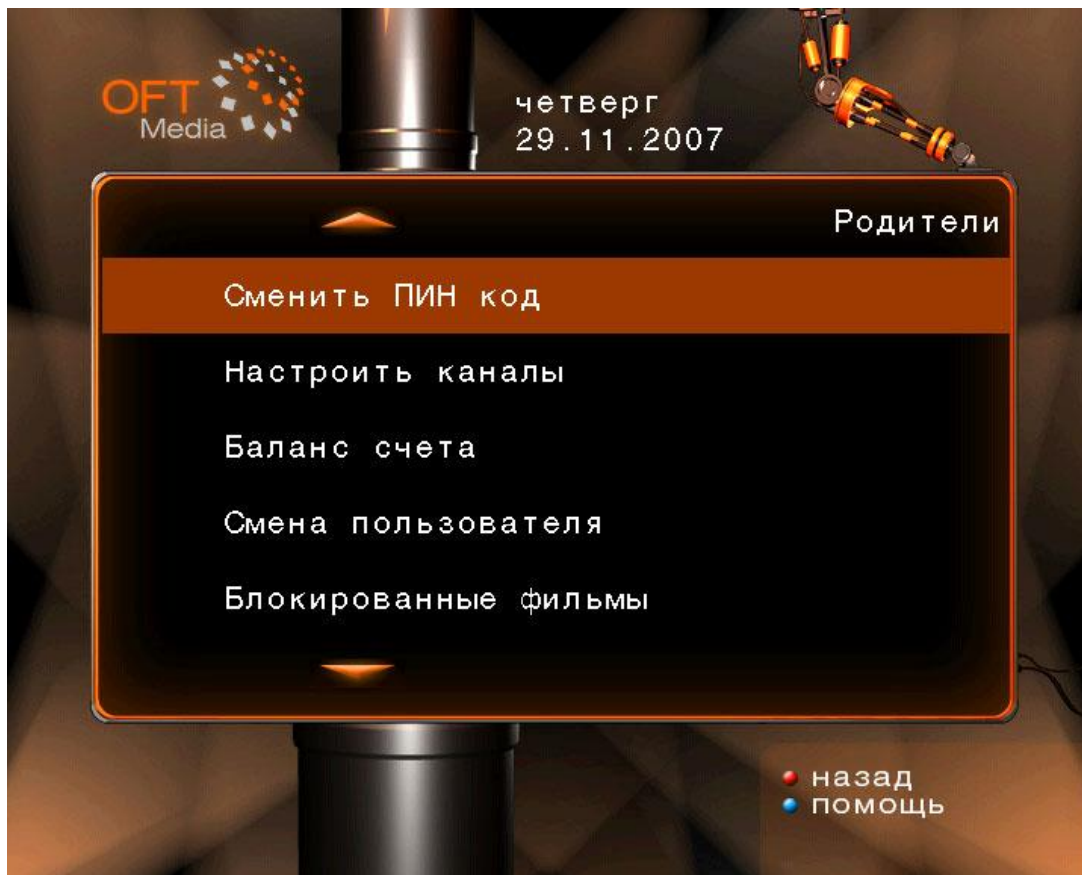 OFT
Media
четверг
29.11.2007
Родители
Сменить ПИН код
Настроить каналы
Баланс счета
Смена пользователя
Блокированные фильмы
назад
помощь